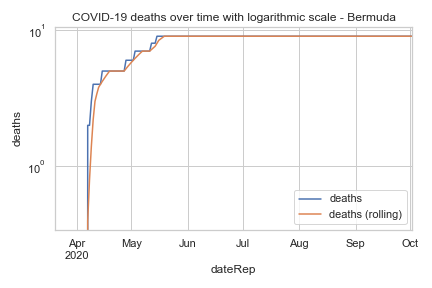 COVID-19 deaths over time with logarithmic scale - Bermuda
10¹
10⁰
deaths
deaths
deaths (rolling)
Apr
2020
May
Jun
Jul
Aug
Sep
Oct
dateRep